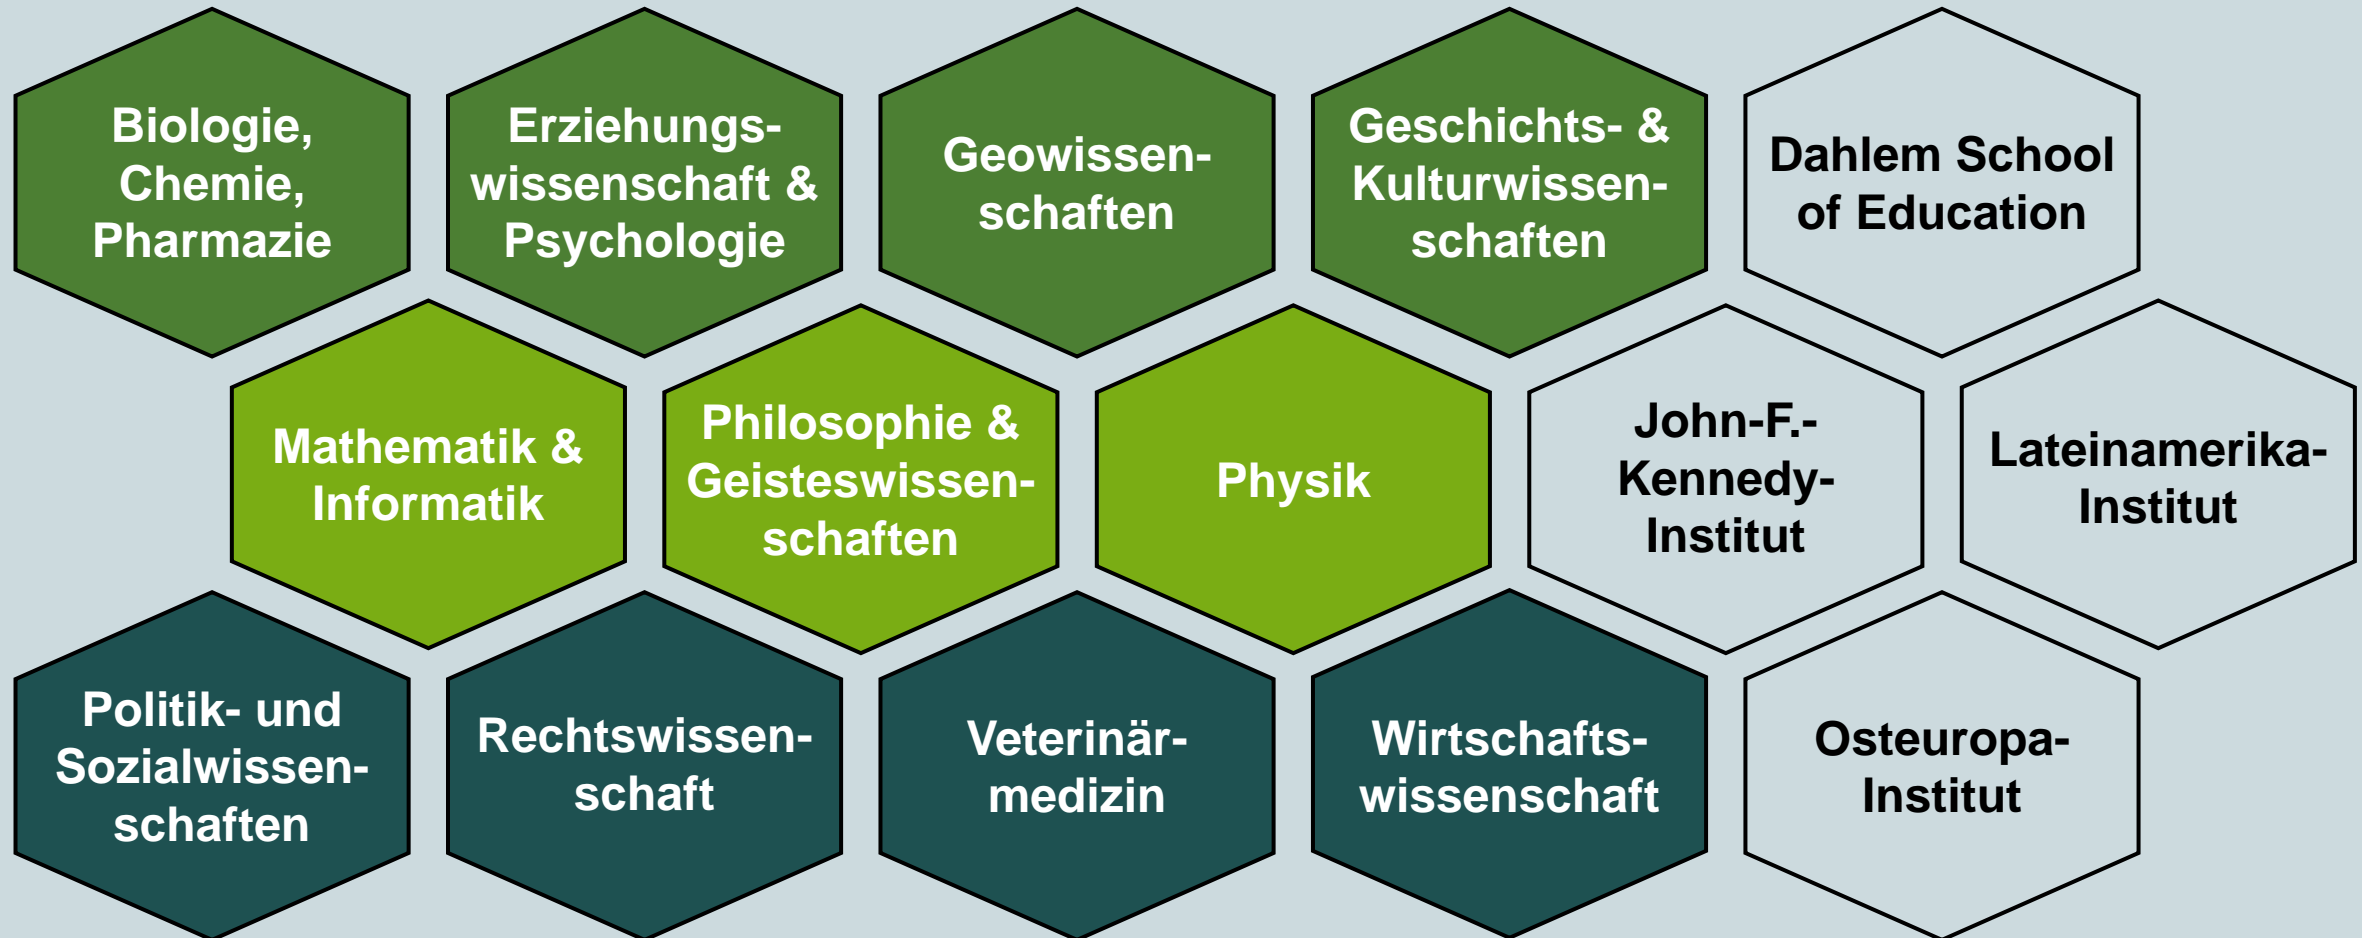 Biologie,
Chemie,
Pharmazie
Erziehungs-
wissenschaft &
Psychologie
Geowissen-
schaften
Geschichts- &
Kulturwissen-
schaften
Dahlem School
of Education
Mathematik &
Informatik
Philosophie &
Geisteswissen-
schaften
Physik
John-F.-
Kennedy-
Institut
Lateinamerika-
Institut
Politik- und
Sozialwissen-
schaften
Rechtswissen-
schaft
Veterinär-
medizin
Wirtschafts-
wissenschaft
Osteuropa-
Institut